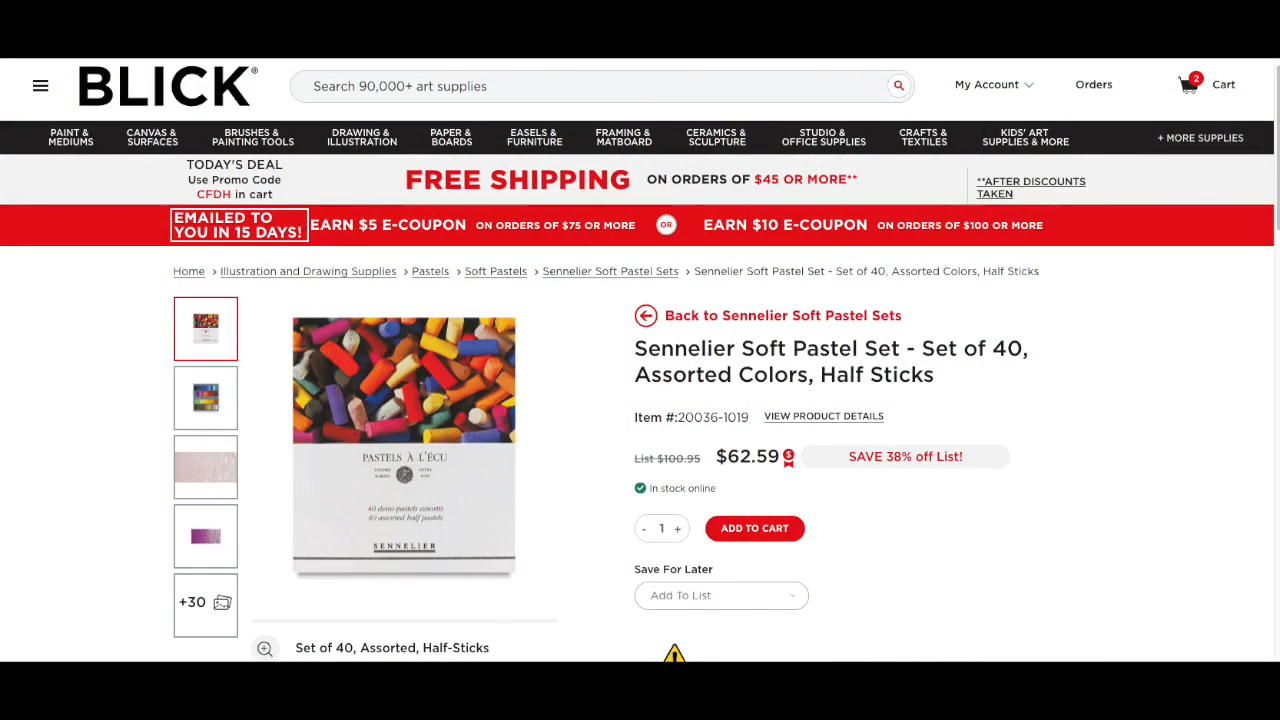 BLICK®
Search 90,000+ art supplies
My Account
Orders
2
Cart
PAINT &
MEDIUMS
CANVAS &
SURFACES
BRUSHES &
PAINTING TOOLS
DRAWING &
ILLUSTRATION
PAPER &
BOARDS
EASELS &
FURNITURE
FRAMING &
MATBOARD
CERAMICS &
SCULPTURE
STUDIO &
OFFICE SUPPLIES
CRAFTS &
TEXTILES
KIDS' ART
SUPPLIES & MORE
+ MORE SUPPLIES
TODAY'S DEAL
Use Promo Code
CFDH in cart
FREE SHIPPING ON ORDERS OF $45 OR MORE**
**AFTER DISCOUNTS
TAKEN
EMAILED TO
YOU IN 15 DAYS!
EARN $5 E-COUPON ON ORDERS OF $75 OR MORE
OR
EARN $10 E-COUPON ON ORDERS OF $100 OR MORE
Home > Illustration and Drawing Supplies > Pastels > Soft Pastels > Sennelier Soft Pastel Sets > Sennelier Soft Pastel Set - Set of 40, Assorted Colors, Half Sticks
+30
PASTELS À L'ÉCU
40 demi-pastels assortis
40 assorted half pastels
SENNELIER
Set of 40, Assorted, Half-Sticks
Back to Sennelier Soft Pastel Sets
Sennelier Soft Pastel Set - Set of 40,
Assorted Colors, Half Sticks
Item #:20036-1019 VIEW PRODUCT DETAILS
List $100.95 $62.59 $ SAVE 38% off List!
In stock online
- 1 + ADD TO CART
Save For Later
Add To List